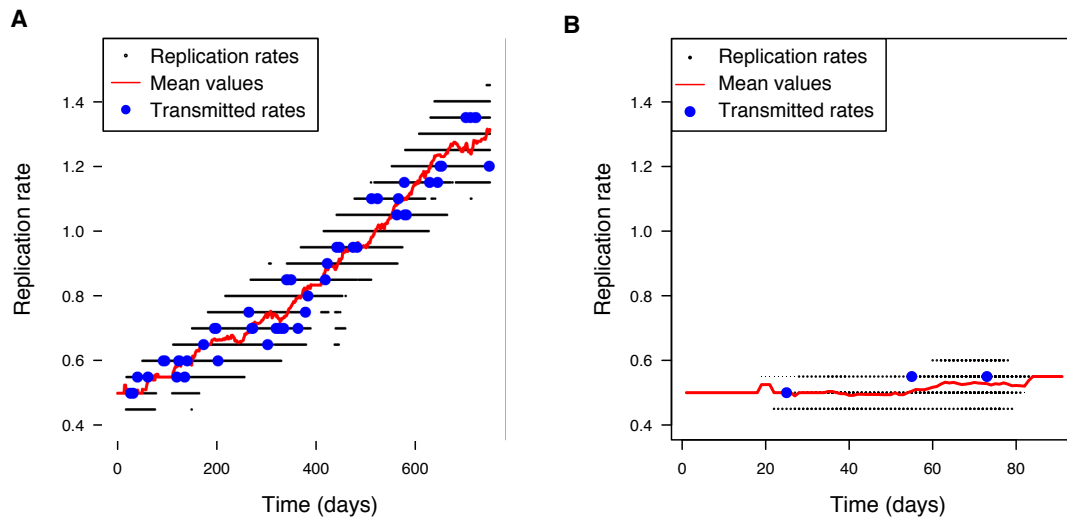 A
Replication rates
Mean values
Transmitted rates
Replication rate
1.4
1.2
1.0
0.8
0.6
0.4
0
200
400
600
Time (days)
B
Replication rates
Mean values
Transmitted rates
Replication rate
1.4
1.2
1.0
0.8
0.6
0.4
0
20
40
60
80
Time (days)